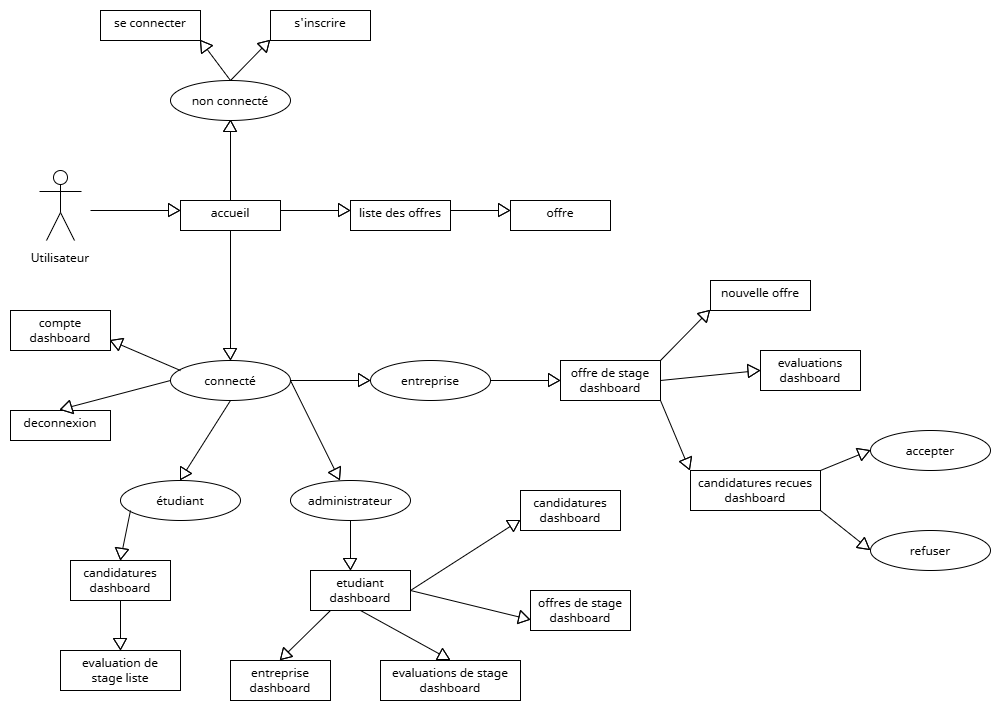 se connecter
s'inscrire
non connecté
accueil
liste des offres
offre
Utilisateur
nouvelle offre
compte
dashboard
connecté
entreprise
offre de stage
dashboard
evaluations
dashboard
deconnexion
accepter
étudiant
administrateur
candidatures recues
dashboard
candidatures
dashboard
refuser
candidatures
dashboard
etudiant
dashboard
offres de stage
dashboard
evaluation de
stage liste
entreprise
dashboard
evaluations de stage
dashboard